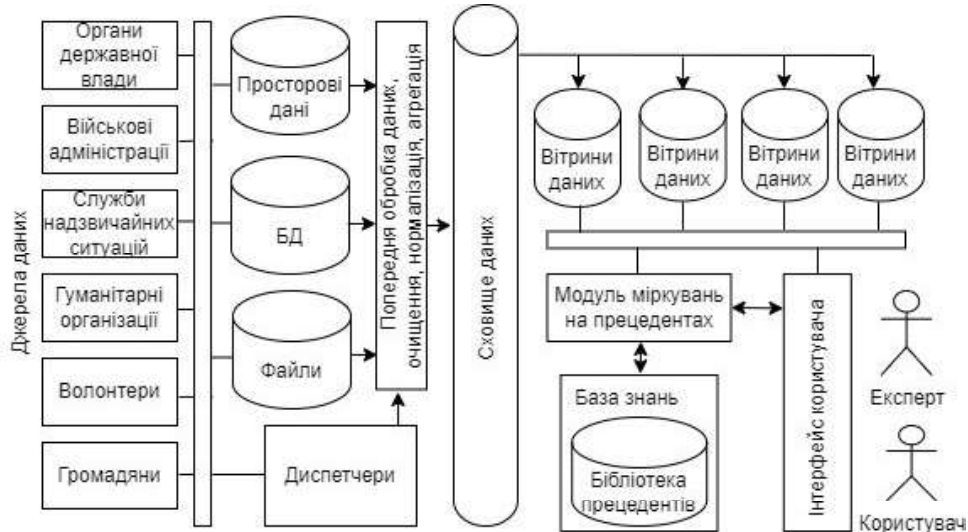 Джерела даних
Органи
державної
влади
Військові
адміністрації
Служби
надзвичайних
ситуацій
Гуманітарні
організації
Волонтери
Громадяни
Просторові
дані
БД
Файли
Диспетчери
Попередня обробка даних,
очищення, нормалізація, агрегація
Сховище даних
Вітрини
даних
Вітрини
даних
Вітрини
даних
Вітрини
даних
Модуль міркувань
на прецедентах
База знань
Бібліотека
прецедентів
Інтерфейс користувача
Експерт
Користувач